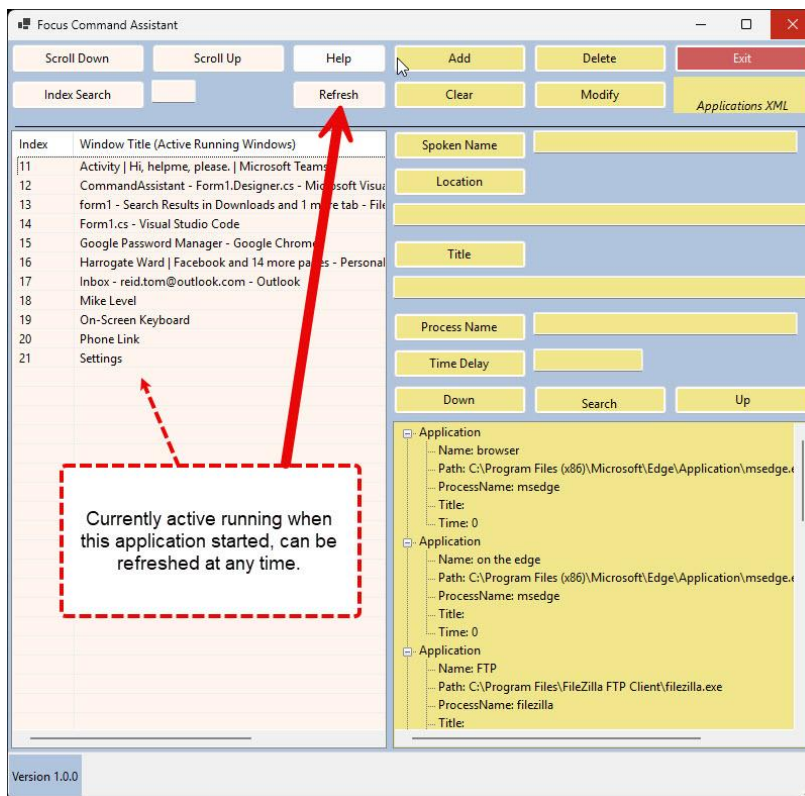 Focus Command Assistant
Scroll Down Scroll Up Help Add Delete Exit
Index Search Refresh Clear Modify Applications XML
Index Window Title (Active Running Windows)
11 Activity | Hi, helpme, please. | Microsoft Teams
12 CommandAssistant - Form1.Designer.cs - Microsoft Visua
13 form1 - Search Results in Downloads and 1 more tab - File
14 Form1.cs - Visual Studio Code
15 Google Password Manager - Google Chrome
16 Harrogate Ward | Facebook and 14 more pages - Personal
17 Inbox - reid.tom@outlook.com - Outlook
18 Mike Level
19 On-Screen Keyboard
20 Phone Link
21 Settings
Currently active running when
this application started, can be
refreshed at any time.
Spoken Name
Location
Title
Process Name
Time Delay
Down Search Up
Application
Name: browser
Path: C:\Program Files (x86)\Microsoft\Edge\Application\msedge.e
ProcessName: msedge
Title:
Time: 0
Application
Name: on the edge
Path: C:\Program Files (x86)\Microsoft\Edge\Application\msedge.e
ProcessName: msedge
Title:
Time: 0
Application
Name: FTP
Path: C:\Program Files\FileZilla FTP Client\filezilla.exe
ProcessName: filezilla
Title:
Version 1.0.0